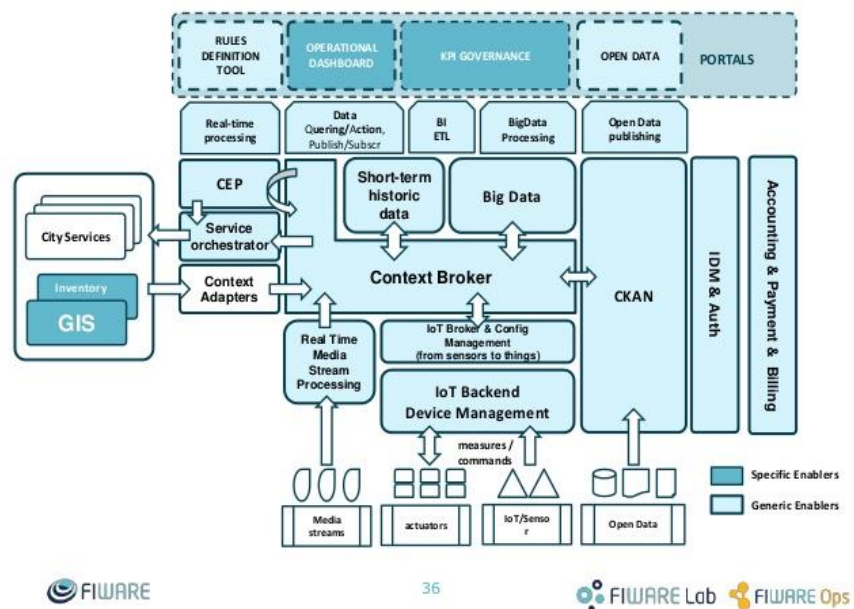 RULES
DEFINITION
TOOL
OPERATIONAL
DASHBOARD
KPI GOVERNANCE
OPEN DATA
PORTALS
Real-time
processing
Data
Quering/Action,
Publish/Subscr
BI
ETL
BigData
Processing
Open Data
publishing
CEP
Short-term
historic
data
Big Data
City Services
Service
orchestrator
Context Broker
Inventory
GIS
Context
Adapters
CKAN
IDM & Auth
Accounting & Payment & Billing
Real Time
Media
Stream
Processing
IoT Broker & Config
Management
(from sensors to things)
IoT Backend
Device Management
measures /
commands
Media
streams
actuators
IoT/Senso
r
Open Data
Specific Enablers
Generic Enablers
FIWARE
36
FIWARE Lab
FIWARE Ops